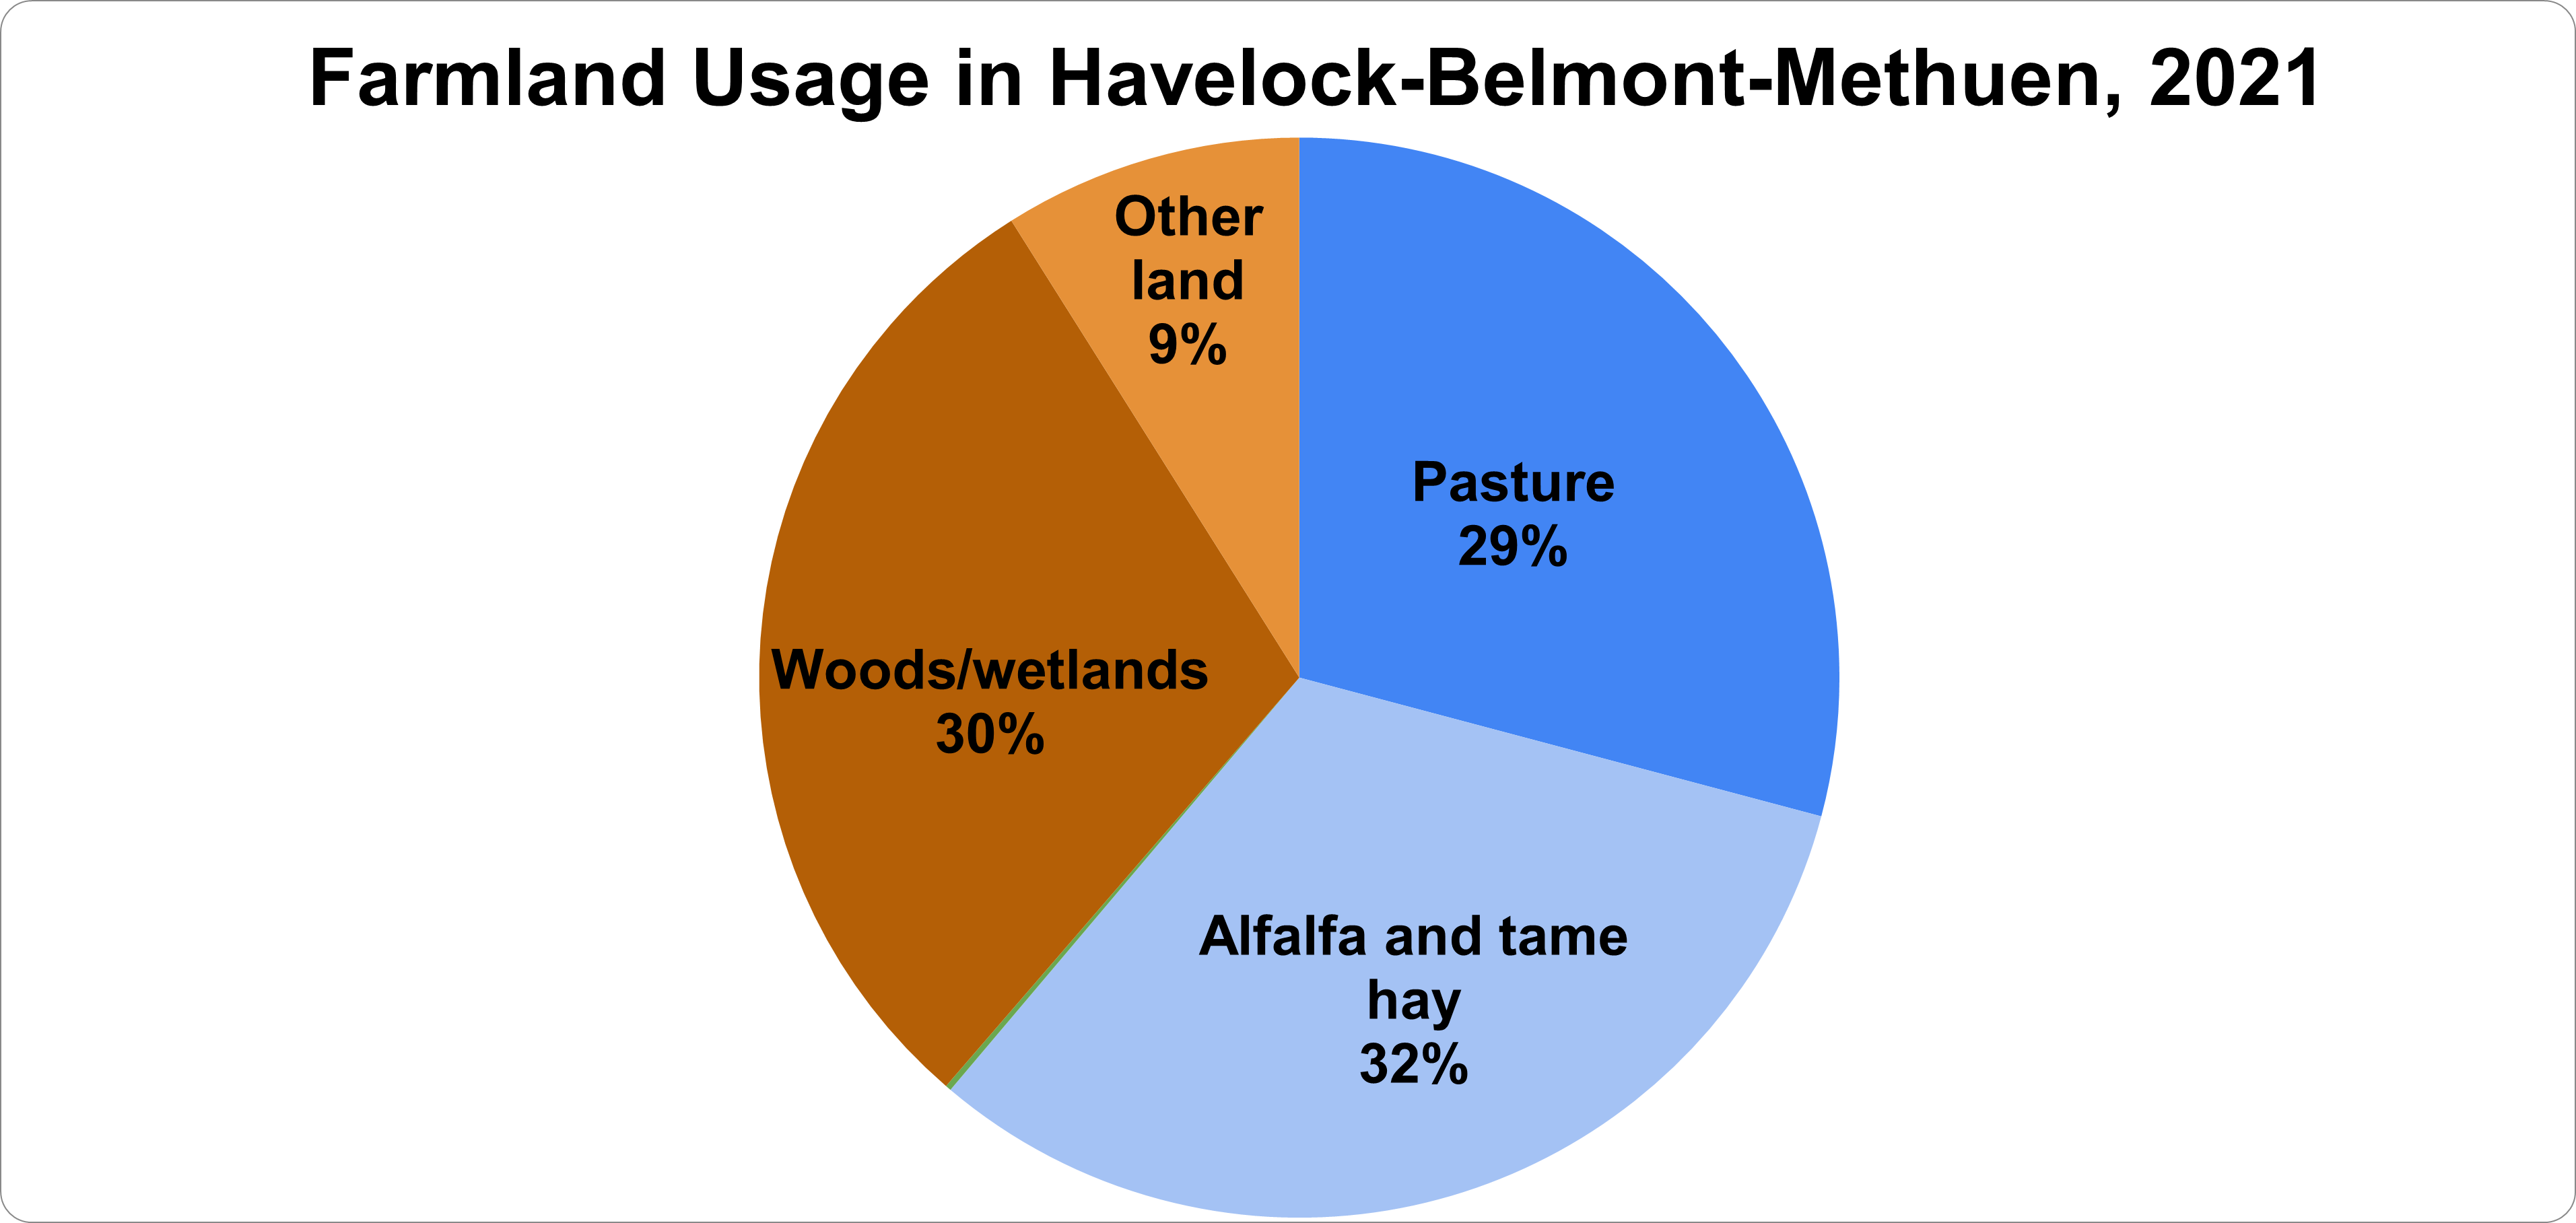 Farmland Usage in Havelock-Belmont-Methuen, 2021
Other
land
9%
Pasture
29%
Woods/wetlands
30%
Alfalfa and tame
hay
32%